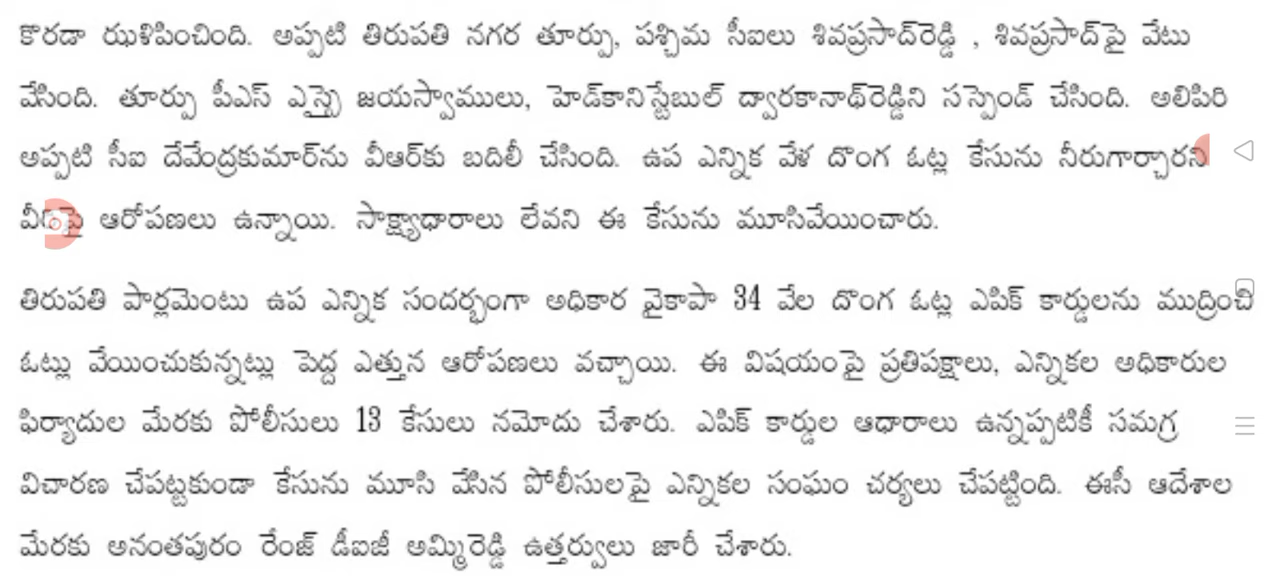 కొరడా ఝళిపించింది. అప్పటి తిరుపతి నగర తూర్పు, పశ్చిమ సీఐలు శివప్రసాద్‌రెడ్డి , శివప్రసాద్‌పై వేటు
వేసింది. తూర్పు పీఎస్ ఎస్సై జయస్వాములు, హెడ్‌కానిస్టేబుల్ ద్వారకానాథ్‌రెడ్డిని సస్పెండ్ చేసింది. అలిపిరి
అప్పటి సీఐ దేవేంద్రకుమార్‌ను వీఆర్‌కు బదిలీ చేసింది. ఉప ఎన్నిక వేళ దొంగ ఓట్ల కేసును నీరుగార్చారని
ఆరోపణలు ఉన్నాయి. సాక్ష్యాధారాలు లేవని ఈ కేసును మూసివేయించారు.
తిరుపతి పార్లమెంటు ఉప ఎన్నిక సందర్భంగా అధికార వైకాపా 34 వేల దొంగ ఓట్ల ఎపిక్ కార్డులను ముద్రించి
ఓట్లు వేయించుకున్నట్లు పెద్ద ఎత్తున ఆరోపణలు వచ్చాయి. ఈ విషయంపై ప్రతిపక్షాలు, ఎన్నికల అధికారుల
ఫిర్యాదుల మేరకు పోలీసులు 13 కేసులు నమోదు చేశారు. ఎపిక్ కార్డుల ఆధారాలు ఉన్నప్పటికీ సమగ్ర
విచారణ చేపట్టకుండా కేసును మూసి వేసిన పోలీసులపై ఎన్నికల సంఘం చర్యలు చేపట్టింది. ఈసీ ఆదేశాల
మేరకు అనంతపురం రేంజ్ డీఐజీ అమ్మిరెడ్డి ఉత్తర్వులు జారీ చేశారు.